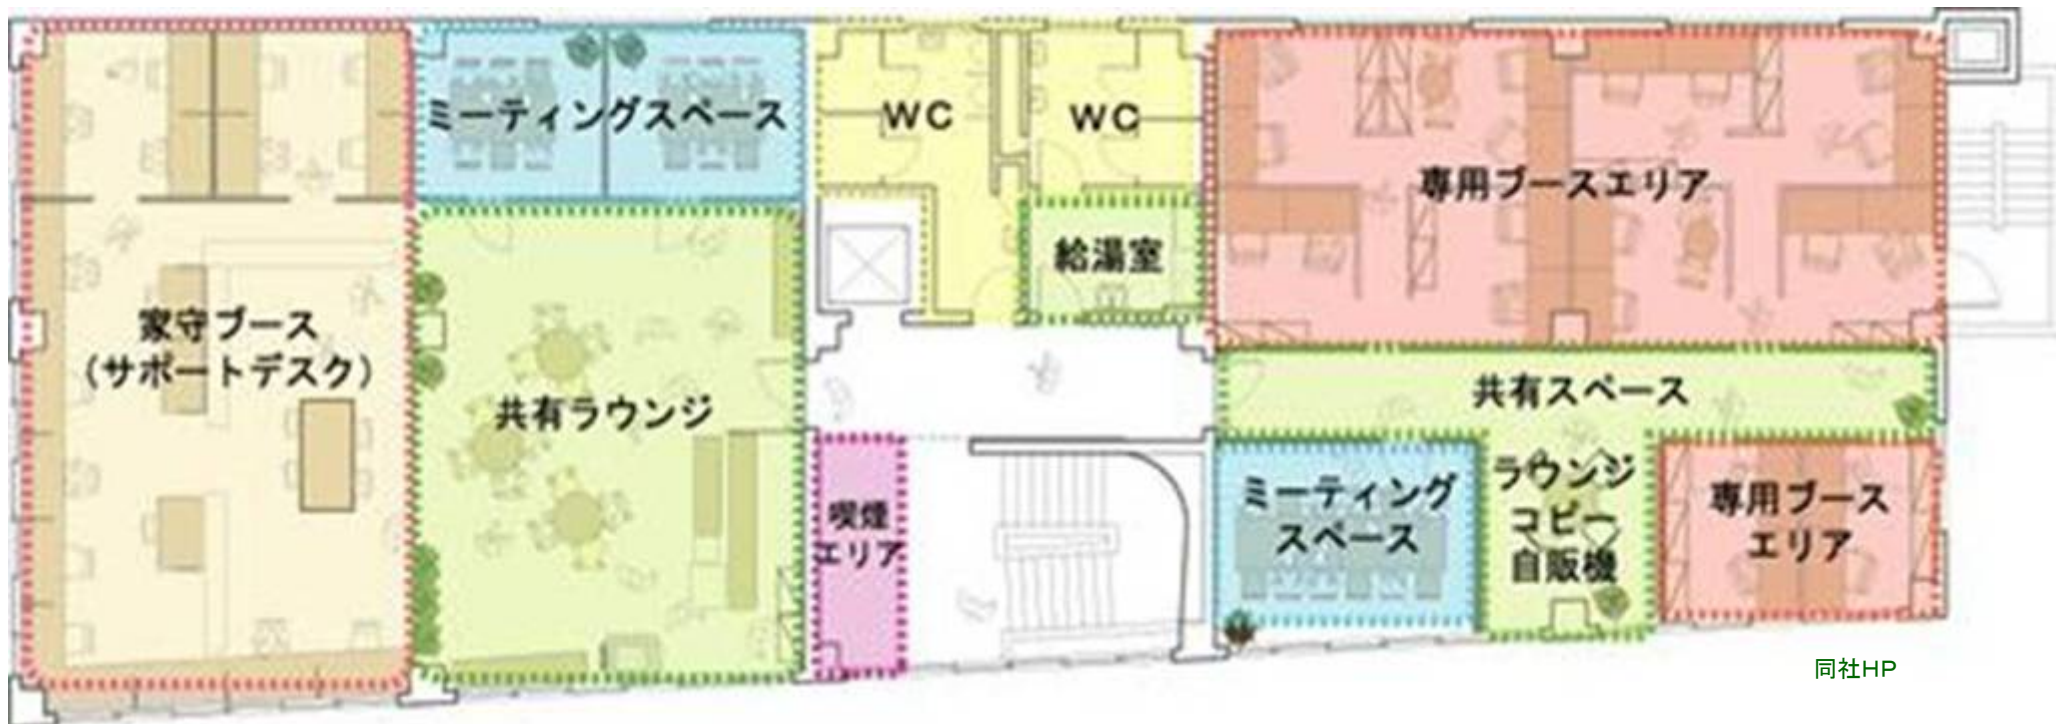 ミーティングスペース
WC
WC
専用ブースエリア
給湯室
家守ブース
（サポートデスク）
共有ラウンジ
共有スペース
喫煙
エリア
ミーティング
スペース
ラウンジ
コピー
自販機
専用ブース
エリア
同社HP